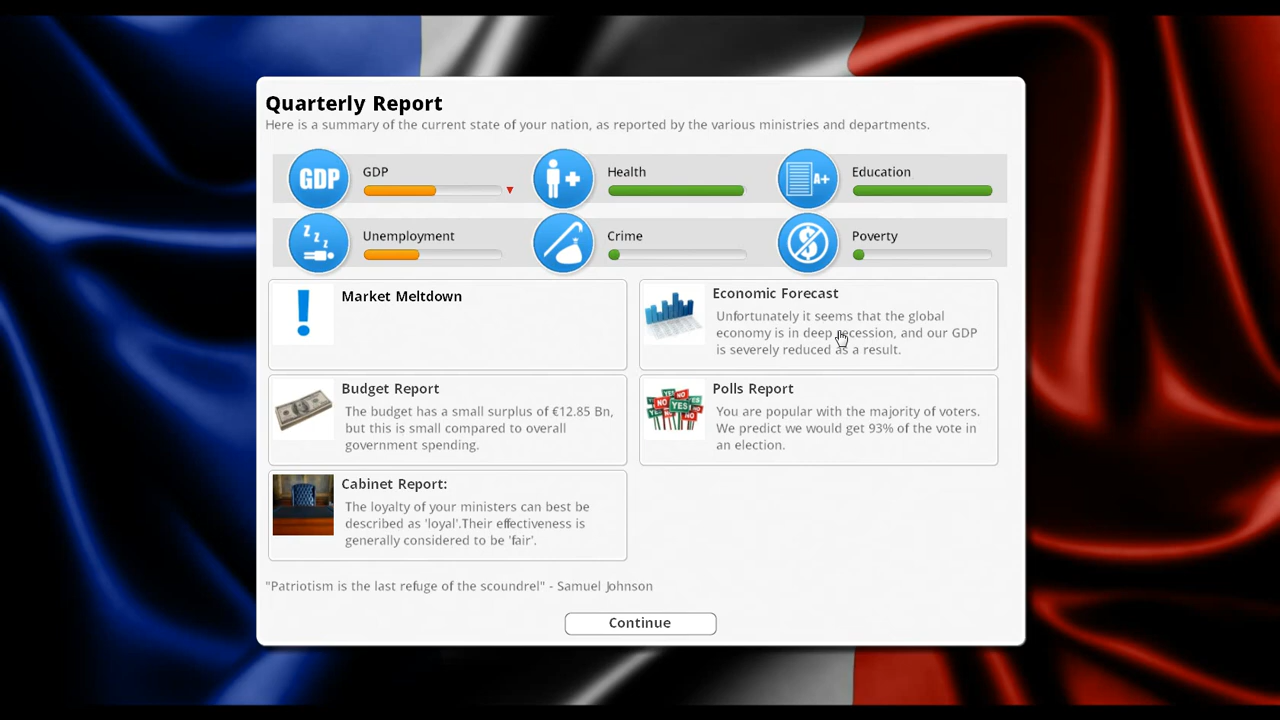 Quarterly Report
Here is a summary of the current state of your nation, as reported by the various ministries and departments.
GDP
GDP
Health
A+
Education
Z Z Z
Unemployment
Crime
$
Poverty
!
Market Meltdown
Economic Forecast
Unfortunately it seems that the global
economy is in deep recession, and our GDP
is severely reduced as a result.
Budget Report
The budget has a small surplus of €12.85 Bn,
but this is small compared to overall
government spending.
YES
NO
YES
NO
Polls Report
You are popular with the majority of voters.
We predict we would get 93% of the vote in
an election.
Cabinet Report:
The loyalty of your ministers can best be
described as 'loyal'.Their effectiveness is
generally considered to be 'fair'.
"Patriotism is the last refuge of the scoundrel" - Samuel Johnson
Continue